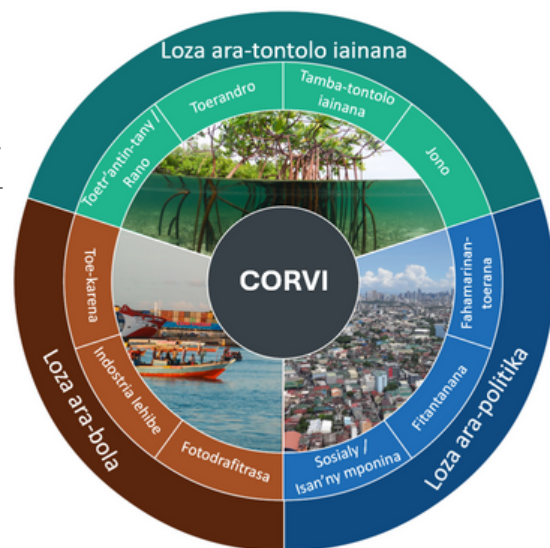 Loza ara-tontolo iainana
Toetr'antin-tany /
Rano
Toerandro
Tamba-tontolo
iainana
Jono
CORVI
Loza ara-bola
Toe-karena
Indostria lehibe
Fotodrafitrasa
Loza ara-politika
Fahamarinan-
toerana
Fitantanana
Sosialy /
Isan'ny mponina